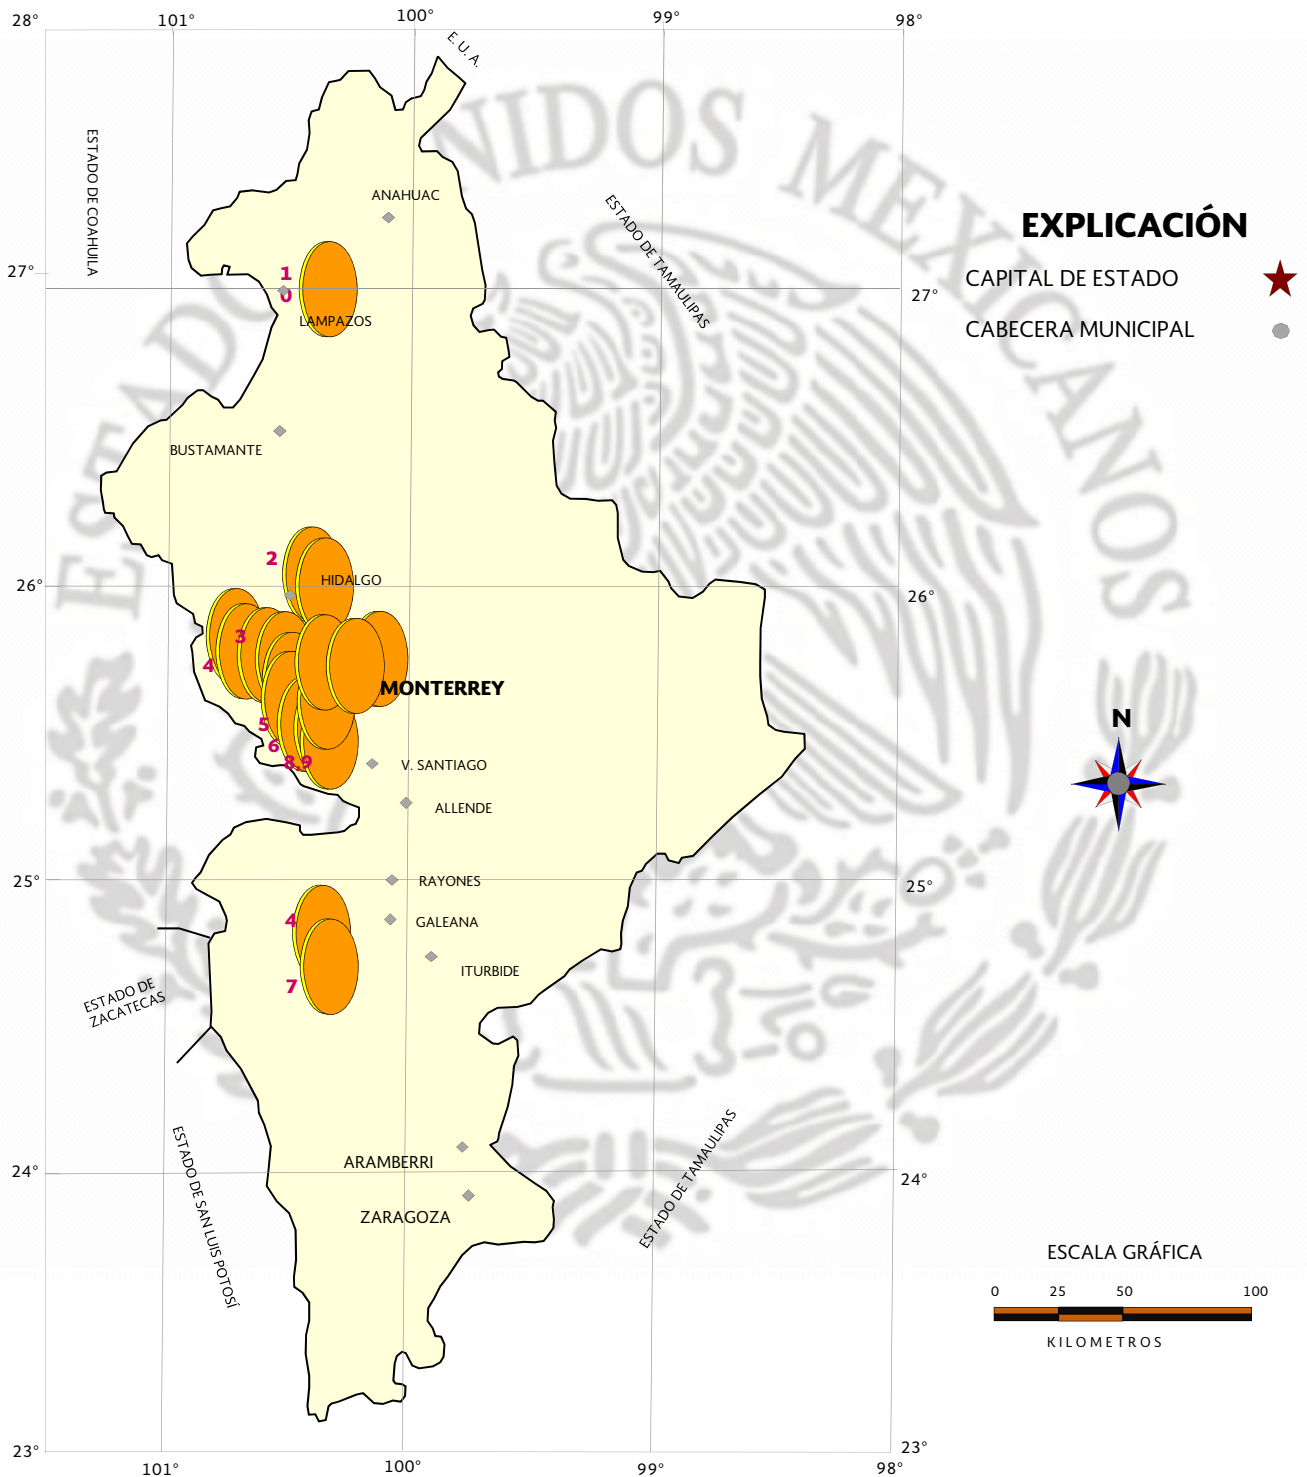 28°
101°
100°
99°
98°
E. U. A.
ESTADO DE COAHUILA
ESTADOS UNIDOS MEXICANOS
ANAHUAC
ESTADO DE TAMAULIPAS
EXPLICACIÓN
CAPITAL DE ESTADO
CABECERA MUNICIPAL
27°
1
0
27°
LAMPAZOS
BUSTAMANTE
2
HIDALGO
26°
26°
3
4
MONTERREY
5
6
8,9
N
V. SANTIAGO
ALLENDE
25°
RAYONES
25°
4
GALEANA
ITURBIDE
7
ESTADO DE
ZACATECAS
ESTADO DE TAMAULIPAS
ESTADO DE SAN LUIS POTOSÍ
ARAMBERRI
24°
24°
ZARAGOZA
ESCALA GRÁFICA
0 25 50 100
KILOMETROS
23°
23°
101°
100°
99°
98°